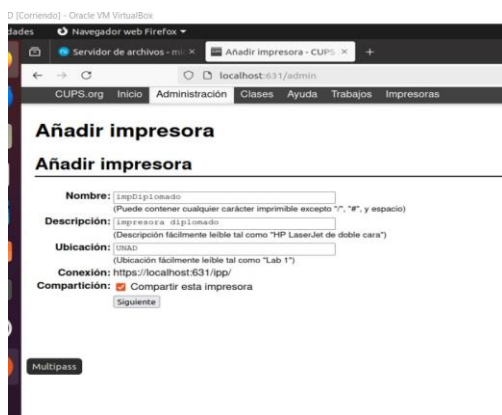 D [Corriendo] - Oracle VM VirtualBox
dades Navegador web Firefox
Servidor de archivos - mi × Añadir impresora - CUPS × +
localhost:631/admin
CUPS.org Inicio Administración Clases Ayuda Trabajos Impresoras
Añadir impresora
Añadir impresora
Nombre: impDiplomado
(Puede contener cualquier carácter imprimible excepto "/", "#", y espacio)
Descripción: impresora diplomado
(Descripción fácilmente leíble tal como "HP LaserJet de doble cara")
Ubicación: UNAD
(Ubicación fácilmente leíble tal como "Lab 1")
Conexión: https://localhost:631/ipp/
Compartición: Compartir esta impresora
Siguiente
Multipass